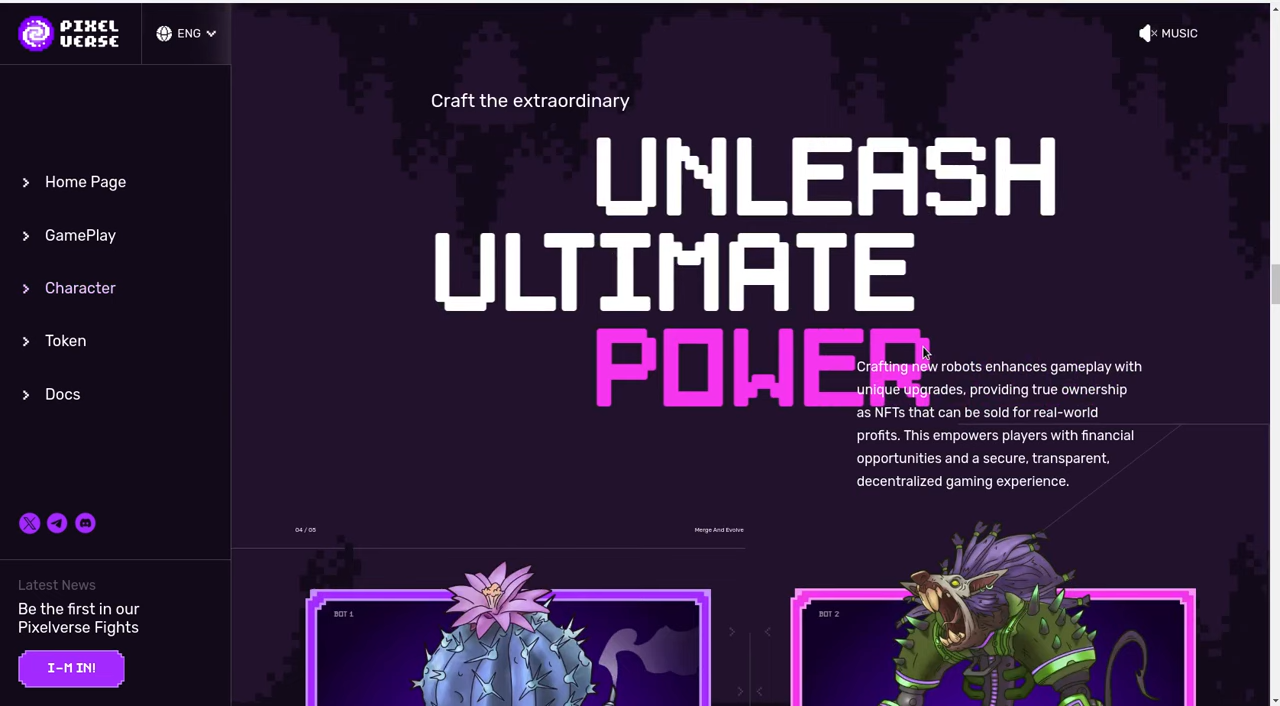 PIXEL
VERSE
ENG
MUSIC
Home Page
GamePlay
Character
Token
Docs
Latest News
Be the first in our
Pixelverse Fights
I-M IN!
Craft the extraordinary
UNLEASH
ULTIMATE
POWER
Crafting new robots enhances gameplay with
unique upgrades, providing true ownership
as NFTs that can be sold for real-world
profits. This empowers players with financial
opportunities and a secure, transparent,
decentralized gaming experience.
04 / 05
Merge And Evolve
BOT 1
BOT 2